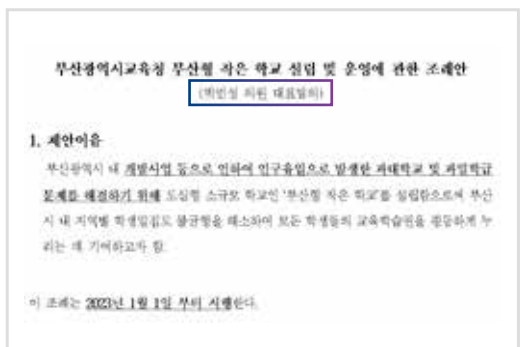 부산광역시교육청 부산형 작은 학교 설립 및 운영에 관한 조례안
(박민성 의원 대표발의)
1. 제안이유
부산광역시 내 개발사업 등으로 인하여 인구유입으로 발생한 과대학교 및 과밀학급
문제를 해결하기 위해 도심형 소규모 학교인 '부산형 작은 학교'를 설립함으로써 부산
시 내 지역별 학생밀집도 불균형을 해소하여 모든 학생들의 교육학습권을 평등하게 누
리는 데 기여하고자 함.
이 조례는 2023년 1월 1일 부터 시행한다.